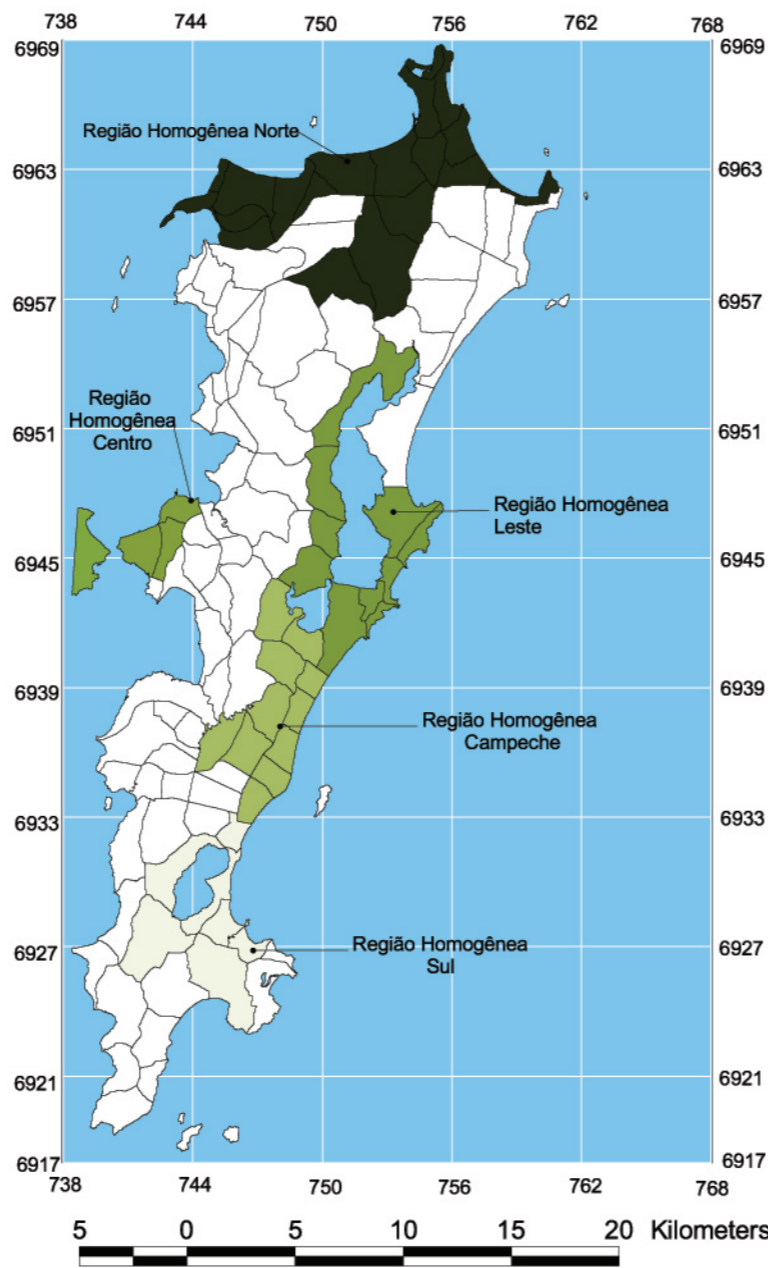 738 744 750 756 762 768
6969 6969
Região Homogênea Norte
6963 6963
6957 6957
Região
Homogênea
Centro
6951 6951
Região Homogênea
Leste
6945 6945
6939 6939
Região Homogênea
Campeche
6933 6933
6927 6927
Região Homogênea
Sul
6921 6921
6917 6917
738 744 750 756 762 768
5 0 5 10 15 20 Kilometers